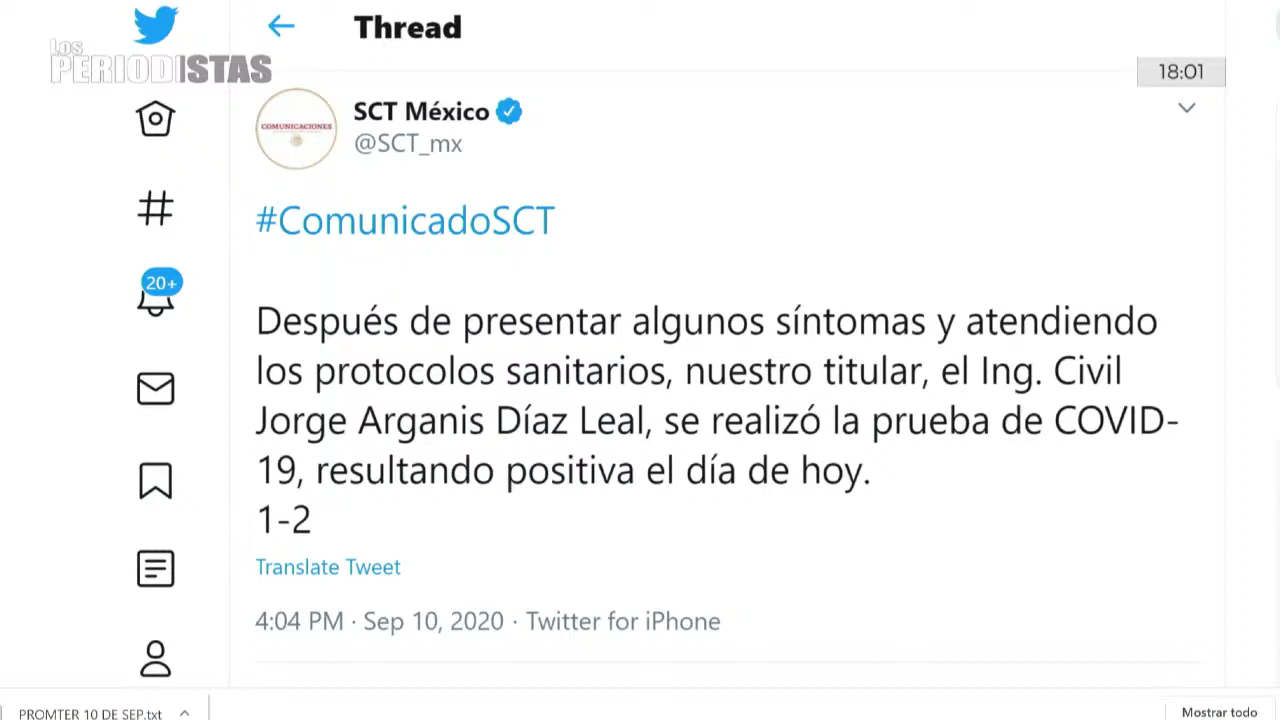 Thread
Los
PERIODISTAS
18:01
COMUNICACIONES
SCT México
@SCT_mx
#ComunicadoSCT
20+
Después de presentar algunos síntomas y atendiendo
los protocolos sanitarios, nuestro titular, el Ing. Civil
Jorge Arganis Díaz Leal, se realizó la prueba de COVID-
19, resultando positiva el día de hoy.
1-2
Translate Tweet
4:04 PM · Sep 10, 2020 · Twitter for iPhone
PROMTER 10 DE SEP.txt
Mostrar todo